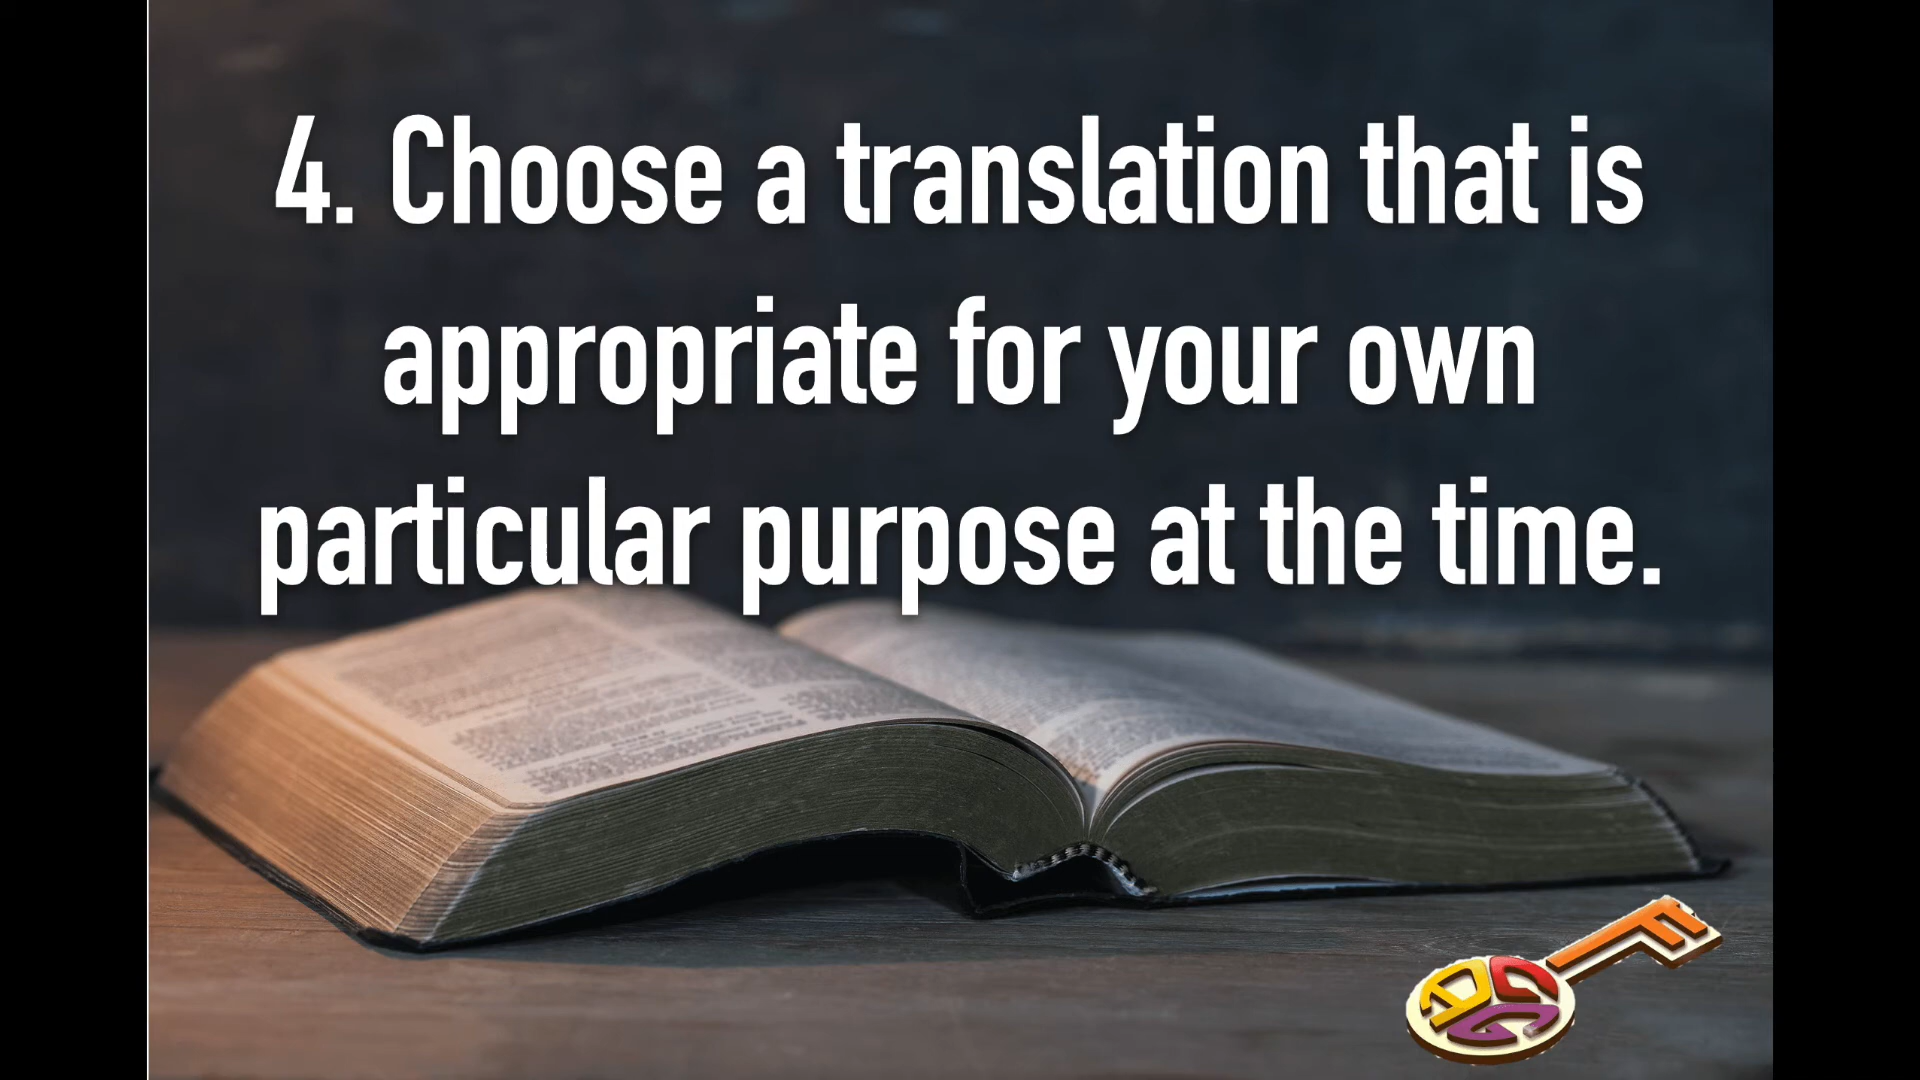 4. Choose a translation that is
appropriate for your own
particular purpose at the time.